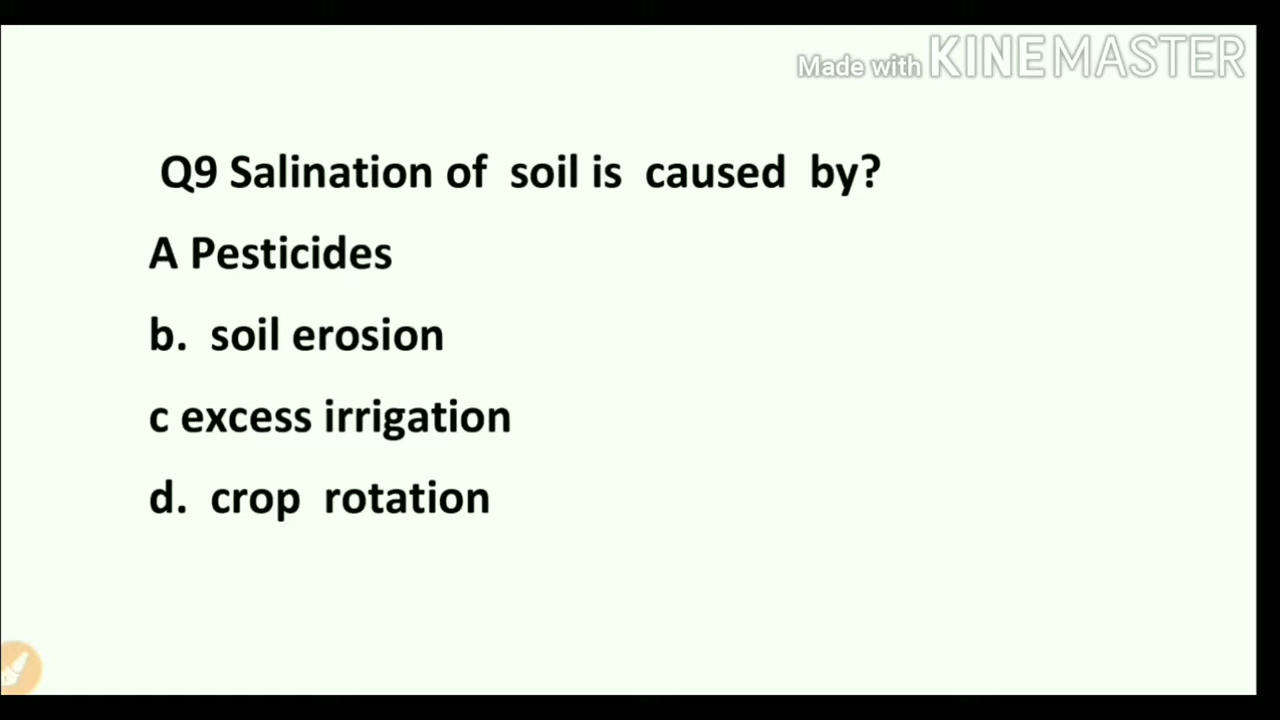 Made with KINEMASTER
Q9 Salination of soil is caused by?
A Pesticides
b. soil erosion
c excess irrigation
d. crop rotation